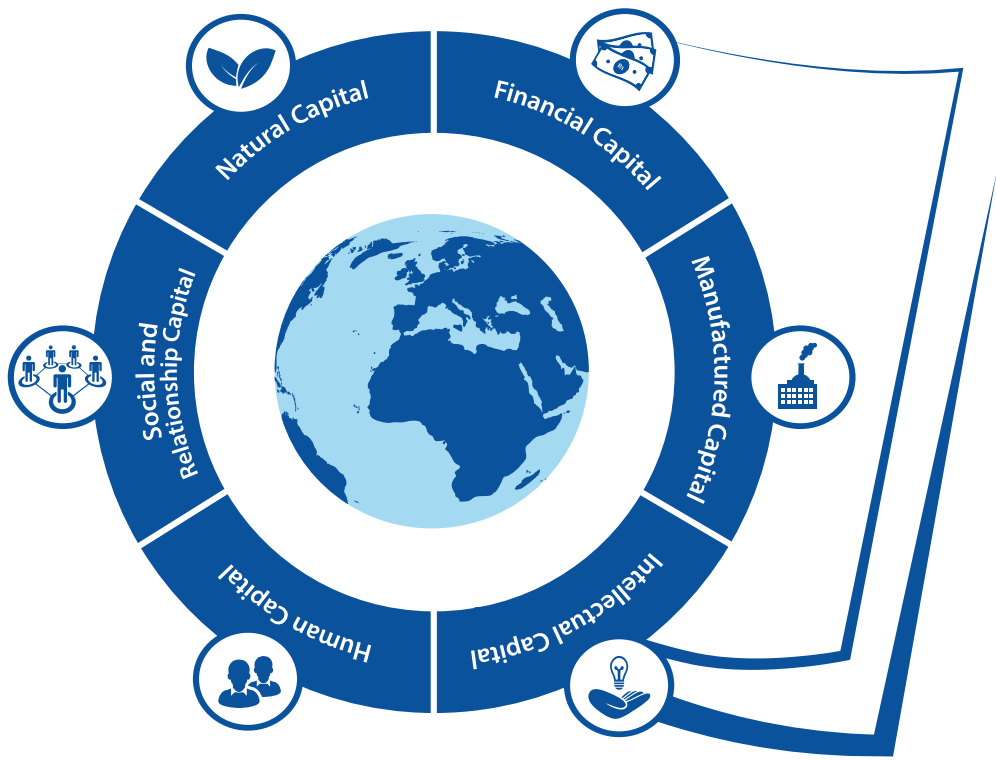 Natural Capital
Financial Capital
Manufactured Capital
Intellectual Capital
Human Capital
Social and
Relationship Capital